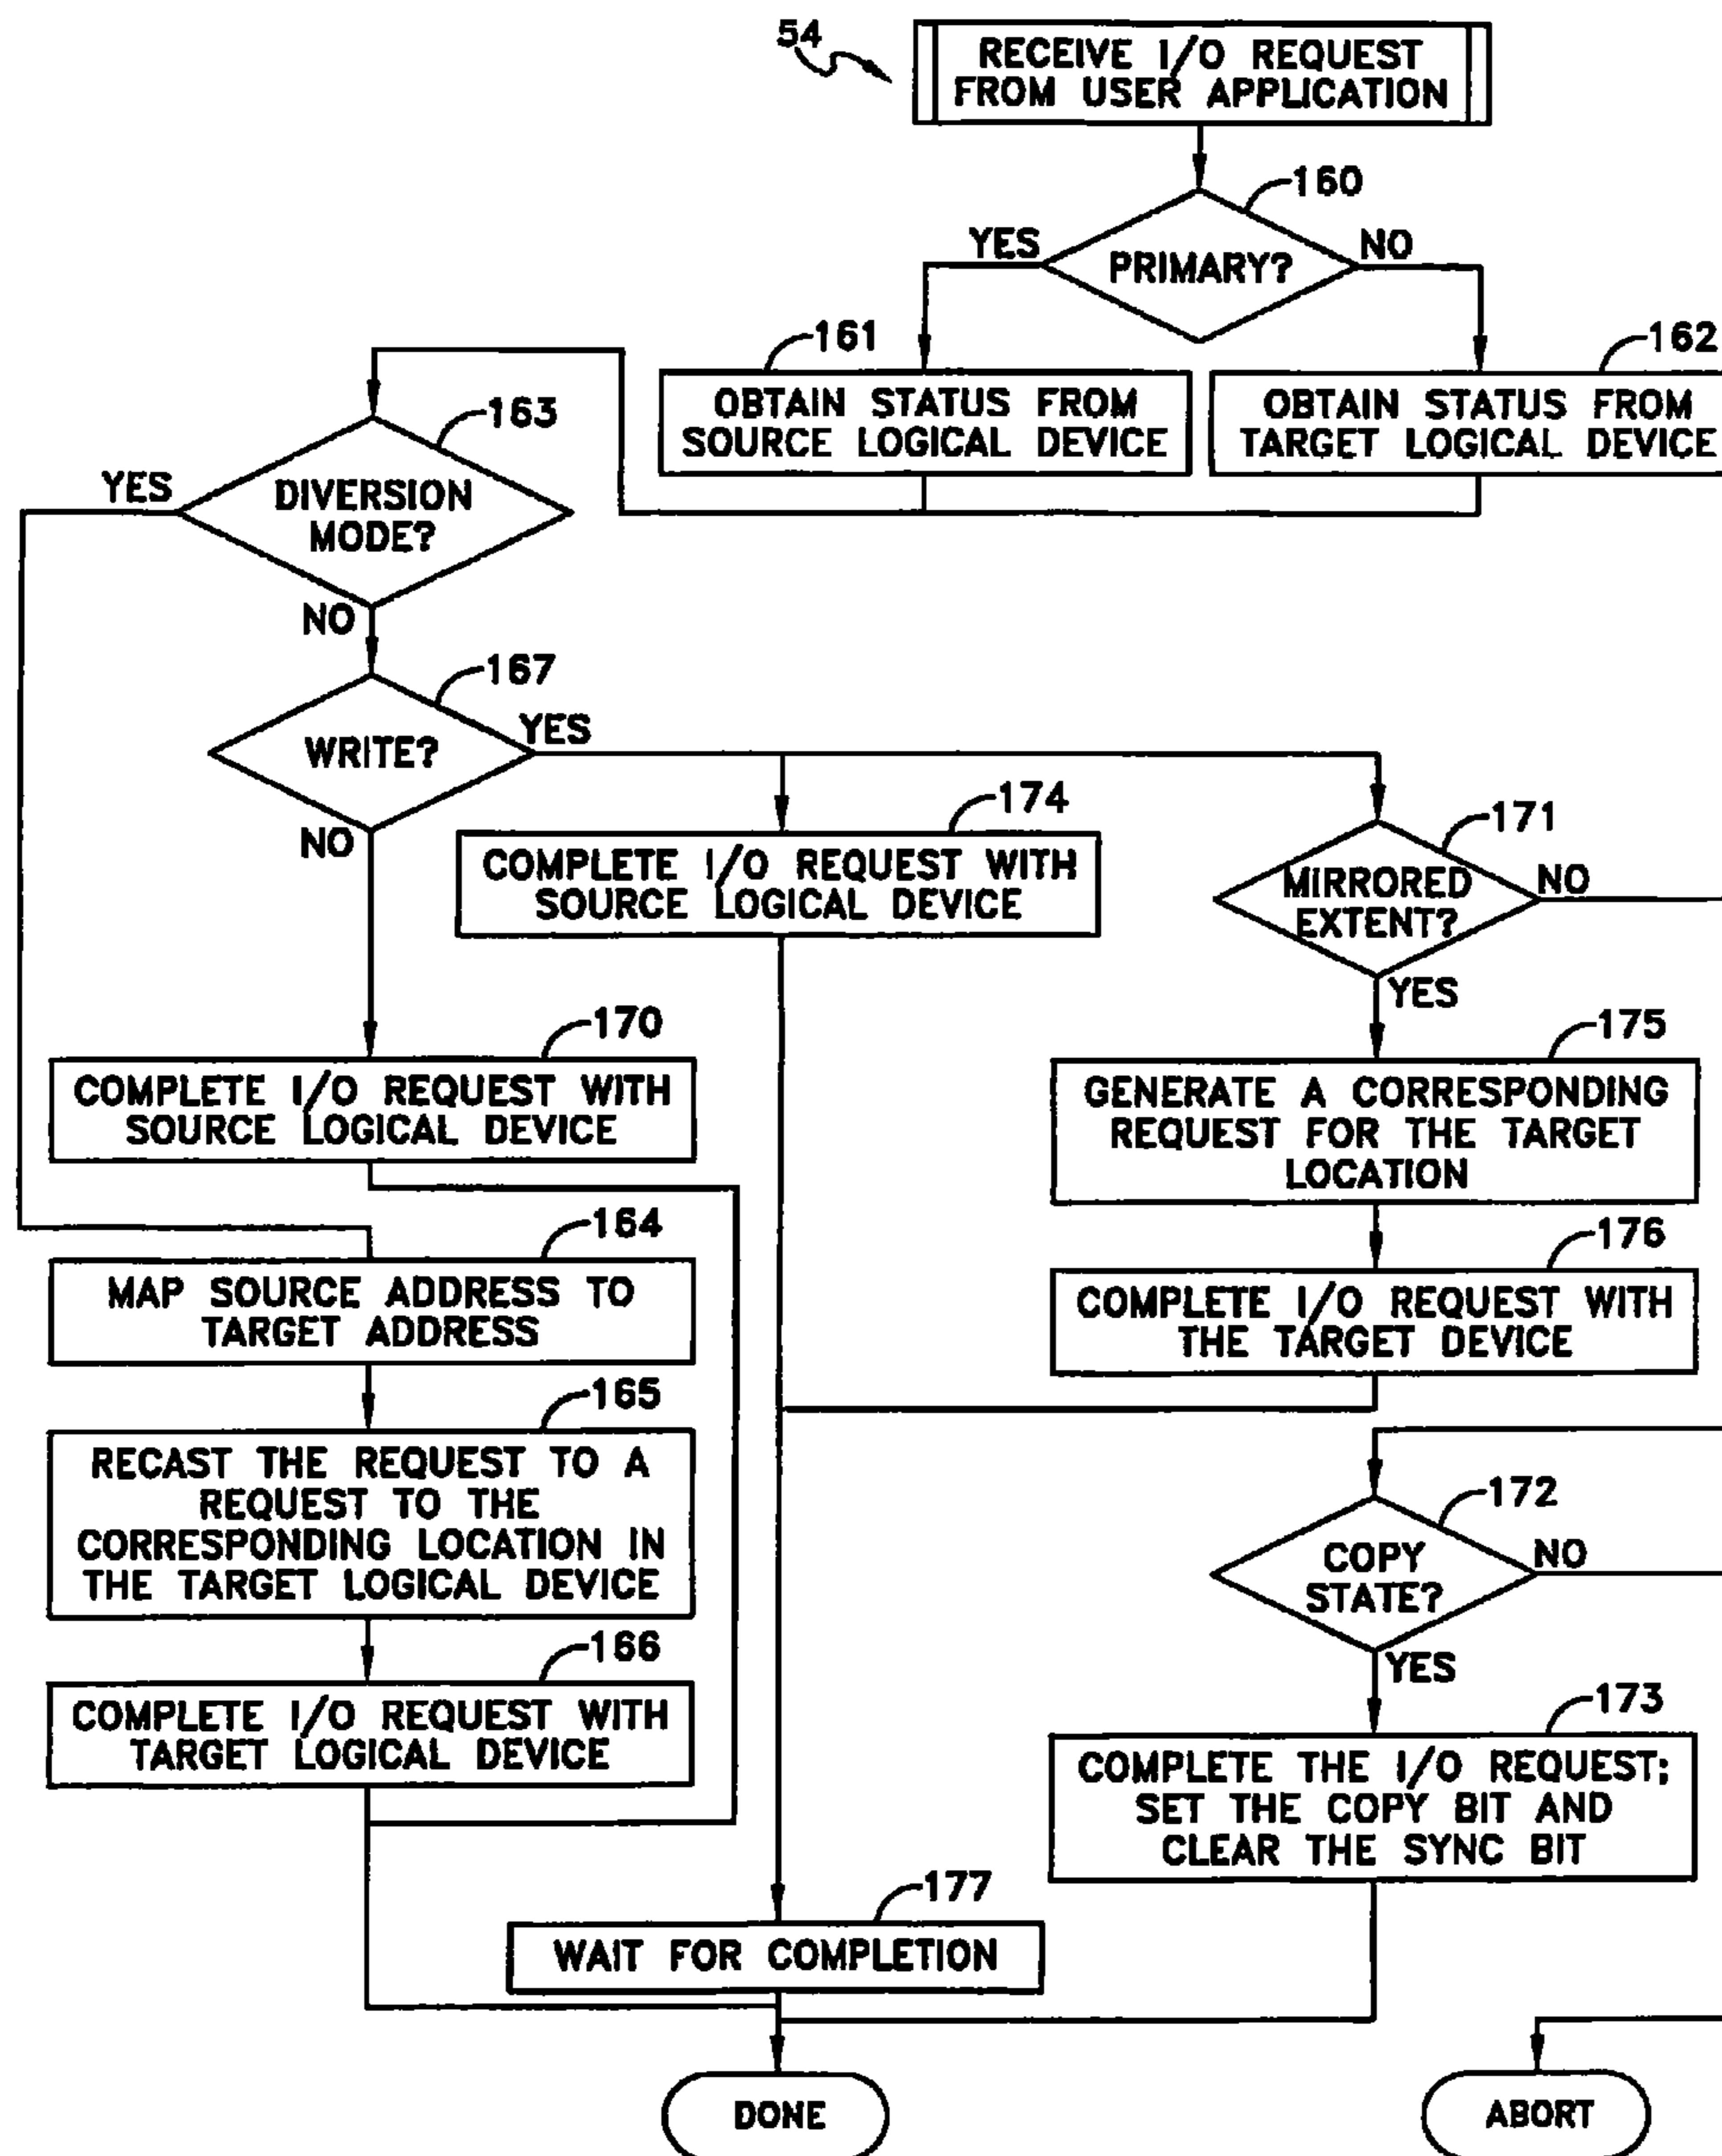 54
RECEIVE I/O REQUEST
FROM USER APPLICATION
160
YES
PRIMARY?
NO
161
162
OBTAIN STATUS FROM
SOURCE LOGICAL DEVICE
OBTAIN STATUS FROM
TARGET LOGICAL DEVICE
163
YES
DIVERSION
MODE?
NO
167
WRITE?
YES
NO
174
COMPLETE I/O REQUEST WITH
SOURCE LOGICAL DEVICE
171
MIRRORED
EXTENT?
NO
YES
170
COMPLETE I/O REQUEST WITH
SOURCE LOGICAL DEVICE
175
GENERATE A CORRESPONDING
REQUEST FOR THE TARGET
LOCATION
164
MAP SOURCE ADDRESS TO
TARGET ADDRESS
176
COMPLETE I/O REQUEST WITH
THE TARGET DEVICE
165
RECAST THE REQUEST TO A
REQUEST TO THE
CORRESPONDING LOCATION IN
THE TARGET LOGICAL DEVICE
172
COPY
STATE?
NO
YES
166
COMPLETE I/O REQUEST WITH
TARGET LOGICAL DEVICE
173
COMPLETE THE I/O REQUEST;
SET THE COPY BIT AND
CLEAR THE SYNC BIT
177
WAIT FOR COMPLETION
DONE
ABORT